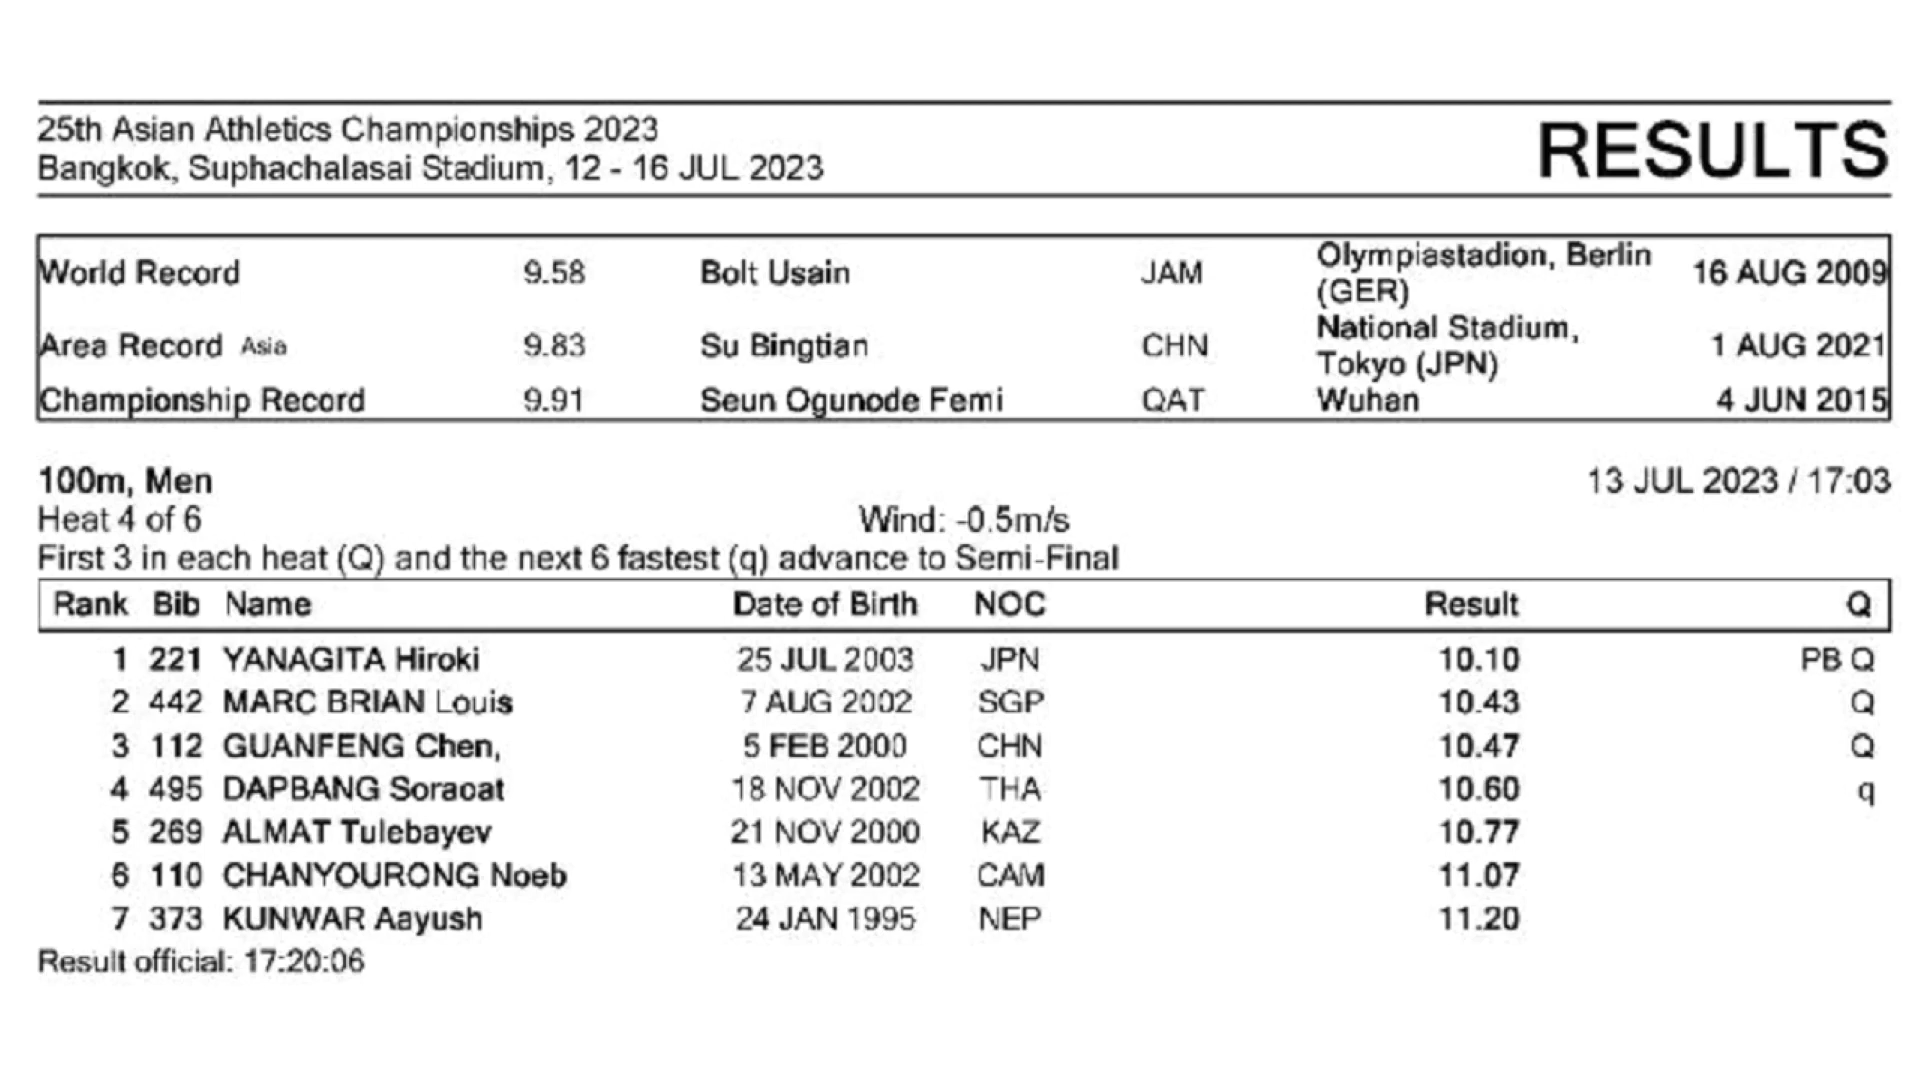 25th Asian Athletics Championships 2023
Bangkok, Suphachalasai Stadium, 12 - 16 JUL 2023
RESULTS
World Record 9.58 Bolt Usain JAM Olympiastadion, Berlin (GER) 16 AUG 2009
Area Record Asia 9.83 Su Bingtian CHN National Stadium, Tokyo (JPN) 1 AUG 2021
Championship Record 9.91 Seun Ogunode Femi QAT Wuhan 4 JUN 2015
100m, Men 13 JUL 2023 / 17:03
Heat 4 of 6 Wind: -0.5m/s
First 3 in each heat (Q) and the next 6 fastest (q) advance to Semi-Final
Rank Bib Name Date of Birth NOC Result Q
1 221 YANAGITA Hiroki 25 JUL 2003 JPN 10.10 PB Q
2 442 MARC BRIAN Louis 7 AUG 2002 SGP 10.43 Q
3 112 GUANFENG Chen, 5 FEB 2000 CHN 10.47 Q
4 495 DAPBANG Soraoat 18 NOV 2002 THA 10.60 q
5 269 ALMAT Tulebayev 21 NOV 2000 KAZ 10.77
6 110 CHANYOURONG Noeb 13 MAY 2002 CAM 11.07
7 373 KUNWAR Aayush 24 JAN 1995 NEP 11.20
Result official: 17:20:06